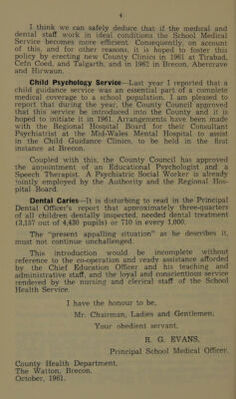 4
I think we can safely deduce that if the medical and
dental staff work in ideal conditions the School Medical
Service becomes more efficient. Consequently, on account
of this, and for other reasons, it is hoped to foster this
policy by erecting new County Clinics in 1961 at Trabad,
Cefn Coed, and Talgarth, and in 1962 in Brecon, Abercrave
and Hirwaun.
Child Psychology Service—Last year I reported that a
child guidance service was an essential part of a complete
medical coverage to a school population, and I am pleased
to report that during the year, the County Council approved
that this service be introduced into the County and it is
hoped to initiate it in 1961. Arrangements have been made
with the Regional Hospital Board for their Consultant
Psychiatrist at the Mid-Wales Mental Hospital to assist
in the Child Guidance Clinics, to be held in the first
instance at Brecon.
Coupled with this, the County Council has approved
the appointment of an Educational Psychologist and a
Speech Therapist. A Psychiatric Social Worker is already
jointly employed by the Authority and the Regional Hos-
pital Board.
Dental Caries—It is disturbing to read in the Principal
Dental Officer's report that approximately three-quarters
of all children dentally inspected, needed dental treatment
(3,157 out of 4,430 pupils) or 710 in every 1,000.
The "present appalling situation" as he describes it,
must not continue unchallenged.
This introduction would be incomplete without
reference to the co-operation and ready assistance afforded
by the Chief Education Officer and his teaching and
administrative staff, and the loyal and conscientious service
rendered by the nursing and clerical staff of the School
Health Service.
I have the honour to be,
Mr. Chairman, Ladies and Gentlemen,
Your obedient servant,
R. G. EVANS,
Principal School Medical Officer.
County Health Department,
The Watton, Brecon.
October, 1961.